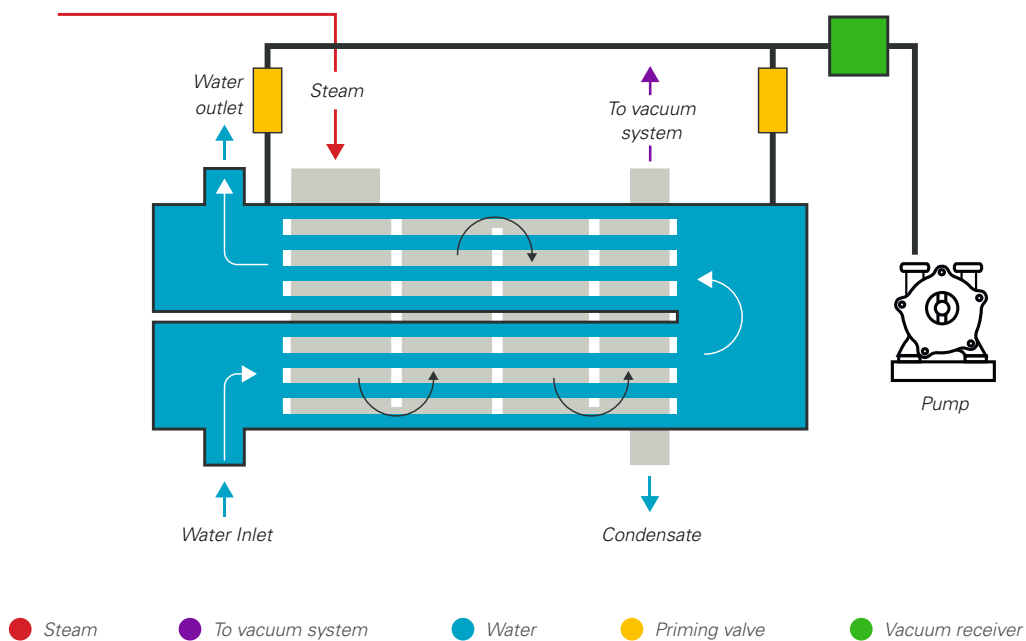 Water
outlet
Steam
To vacuum
system
Pump
Water Inlet
Condensate
Steam
To vacuum system
Water
Priming valve
Vacuum receiver